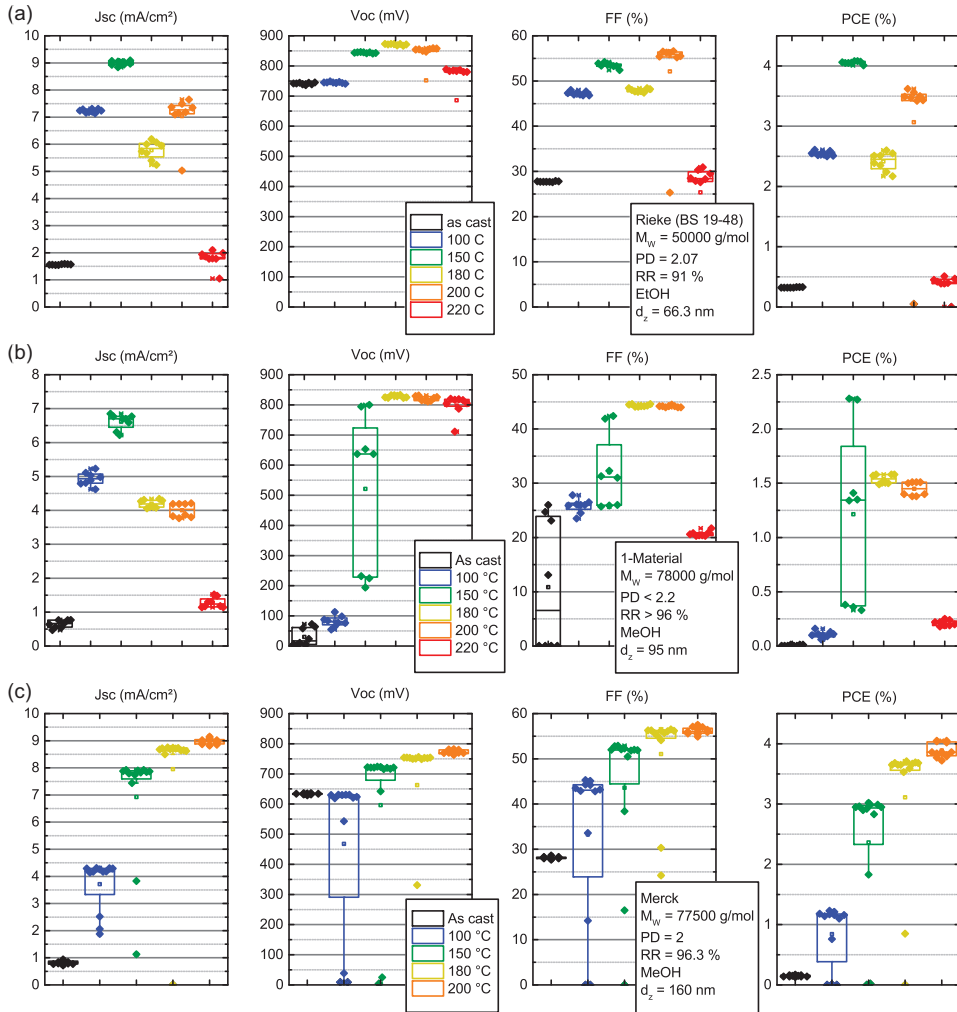 (a)
Jsc (mA/cm²)
Voc (mV)
FF (%)
PCE (%)
10
9
8
7
6
5
4
3
2
1
0
900
800
700
600
500
400
300
200
100
0
60
50
40
30
20
10
0
4
3
2
1
0
as cast
100 C
150 C
180 C
200 C
220 C
Rieke (BS 19-48)
M_W = 50000 g/mol
PD = 2.07
RR = 91 %
EtOH
d_z = 66.3 nm
(b)
Jsc (mA/cm²)
Voc (mV)
FF (%)
PCE (%)
8
7
6
5
4
3
2
1
0
900
800
700
600
500
400
300
200
100
0
50
40
30
20
10
0
2.5
2.0
1.5
1.0
0.5
0.0
As cast
100 °C
150 °C
180 °C
200 °C
220 °C
1-Material
M_W = 78000 g/mol
PD < 2.2
RR > 96 %
MeOH
d_z = 95 nm
(c)
Jsc (mA/cm²)
Voc (mV)
FF (%)
PCE (%)
10
9
8
7
6
5
4
3
2
1
0
900
800
700
600
500
400
300
200
100
0
60
50
40
30
20
10
0
4
3
2
1
0
As cast
100 °C
150 °C
180 °C
200 °C
Merck
M_W = 77500 g/mol
PD = 2
RR = 96.3 %
MeOH
d_z = 160 nm